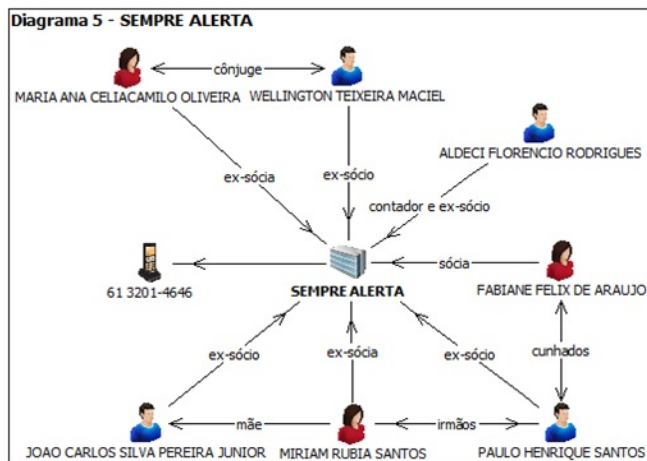 Diagrama 5 - SEMPRE ALERTA
cônjuge
MARIA ANA CELIACAMILO OLIVEIRA
WELLINGTON TEIXEIRA MACIEL
ALDECI FLORENCIO RODRIGUES
ex-sócia
ex-sócio
contador e ex-sócio
sócia
61 3201-4646
SEMPRE ALERTA
FABIANE FELIX DE ARAUJO
ex-sócio
ex-sócia
ex-sócio
cunhados
mãe
irmãos
JOAO CARLOS SILVA PEREIRA JUNIOR
MIRIAM RUBIA SANTOS
PAULO HENRIQUE SANTOS